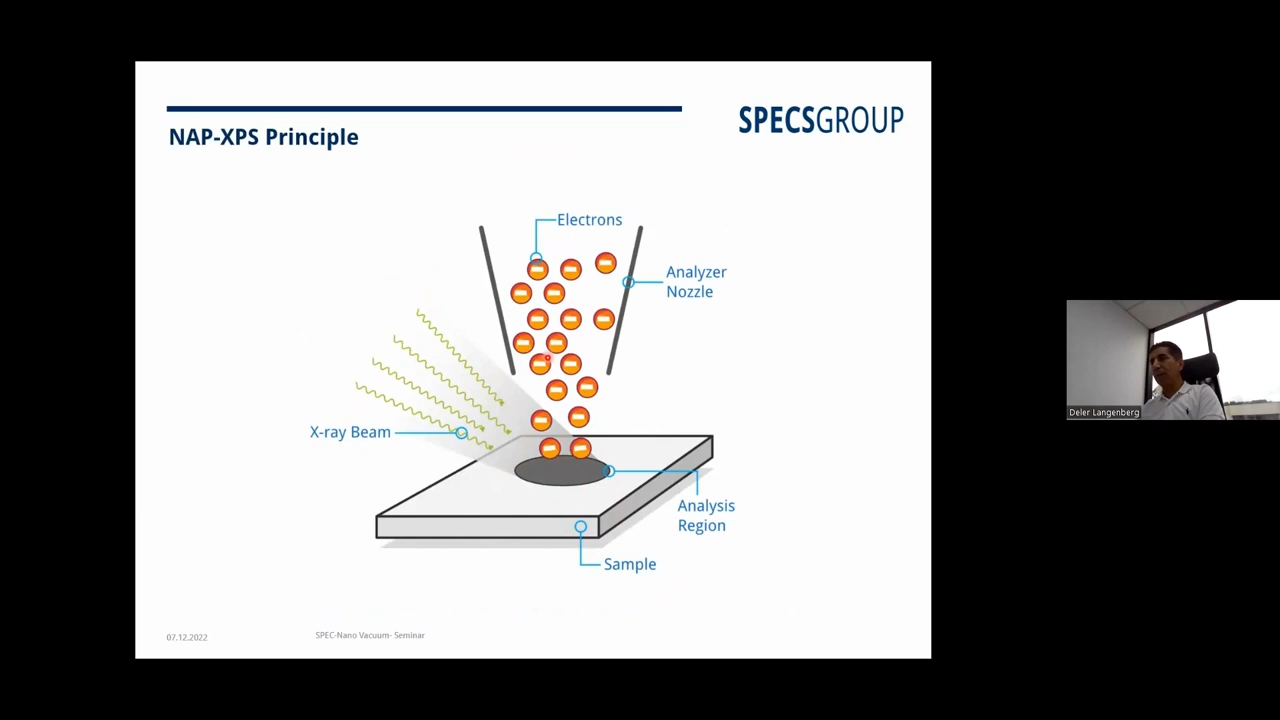 SPECSGROUP
NAP-XPS Principle
Electrons
Analyzer
Nozzle
X-ray Beam
Analysis
Region
Sample
07.12.2022
SPEC-Nano Vacuum- Seminar
Deler Langenberg